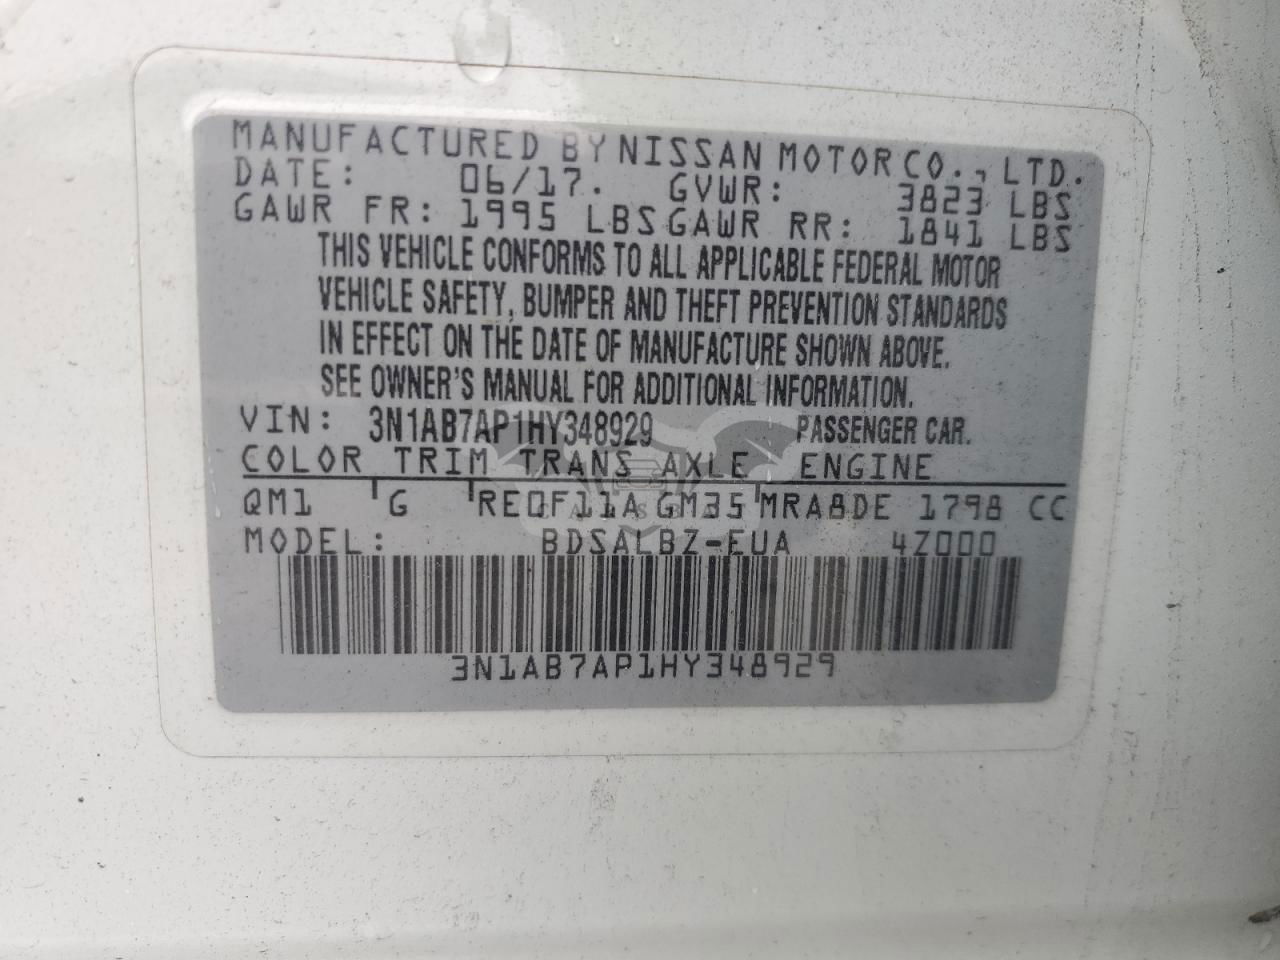 MANUFACTURED BY NISSAN MOTOR CO., LTD.
DATE: 06/17. GVWR: 3823 LBS
GAWR FR: 1995 LBS GAWR RR: 1841 LBS
THIS VEHICLE CONFORMS TO ALL APPLICABLE FEDERAL MOTOR
VEHICLE SAFETY, BUMPER AND THEFT PREVENTION STANDARDS
IN EFFECT ON THE DATE OF MANUFACTURE SHOWN ABOVE.
SEE OWNER'S MANUAL FOR ADDITIONAL INFORMATION.
VIN: 3N1AB7AP1HY348929 PASSENGER CAR.
COLOR TRIM TRANS AXLE ENGINE
QM1 G RE0F11A GM35 MRA8DE 1798 CC
MODEL: BDSALBZ-EUA 4Z000
3N1AB7AP1HY348929